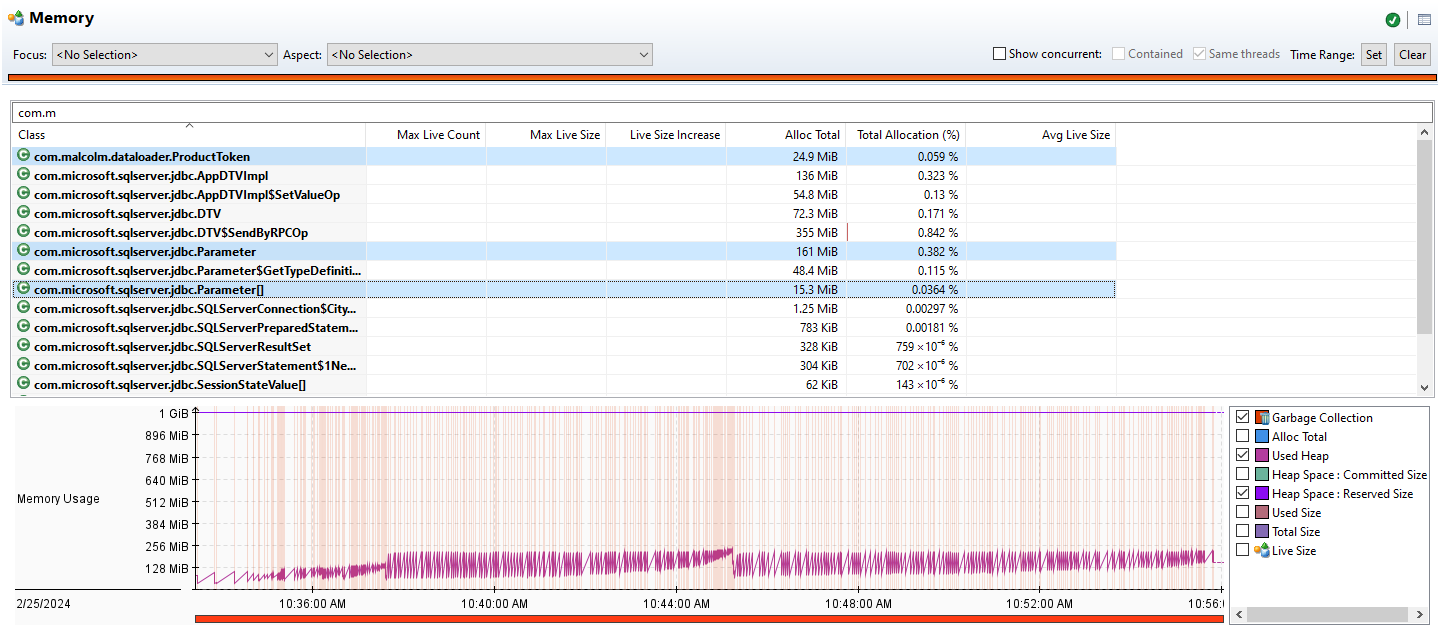 Memory
Focus: <No Selection> Aspect: <No Selection> Show concurrent: Contained Same threads Time Range: Set Clear
com.m
Class Max Live Count Max Live Size Live Size Increase Alloc Total Total Allocation (%) Avg Live Size
com.malcolm.dataloader.ProductToken 24.9 MiB 0.059 %
com.microsoft.sqlserver.jdbc.AppDTVImpl 136 MiB 0.323 %
com.microsoft.sqlserver.jdbc.AppDTVImpl$SetValueOp 54.8 MiB 0.13 %
com.microsoft.sqlserver.jdbc.DTV 72.3 MiB 0.171 %
com.microsoft.sqlserver.jdbc.DTV$SendByRPCOp 355 MiB 0.842 %
com.microsoft.sqlserver.jdbc.Parameter 161 MiB 0.382 %
com.microsoft.sqlserver.jdbc.Parameter$GetTypeDefiniti... 48.4 MiB 0.115 %
com.microsoft.sqlserver.jdbc.Parameter[] 15.3 MiB 0.0364 %
com.microsoft.sqlserver.jdbc.SQLServerConnection$City... 1.25 MiB 0.00297 %
com.microsoft.sqlserver.jdbc.SQLServerPreparedStatem... 783 KiB 0.00181 %
com.microsoft.sqlserver.jdbc.SQLServerResultSet 328 KiB 759 ×10⁻⁶ %
com.microsoft.sqlserver.jdbc.SQLServerStatement$1Ne... 304 KiB 702 ×10⁻⁶ %
com.microsoft.sqlserver.jdbc.SessionStateValue[] 62 KiB 143 ×10⁻⁶ %
1 GiB
896 MiB
768 MiB
640 MiB
512 MiB
384 MiB
256 MiB
128 MiB
Memory Usage
Garbage Collection
Alloc Total
Used Heap
Heap Space : Committed Size
Heap Space : Reserved Size
Used Size
Total Size
Live Size
2/25/2024 10:36:00 AM 10:40:00 AM 10:44:00 AM 10:48:00 AM 10:52:00 AM 10:56:0